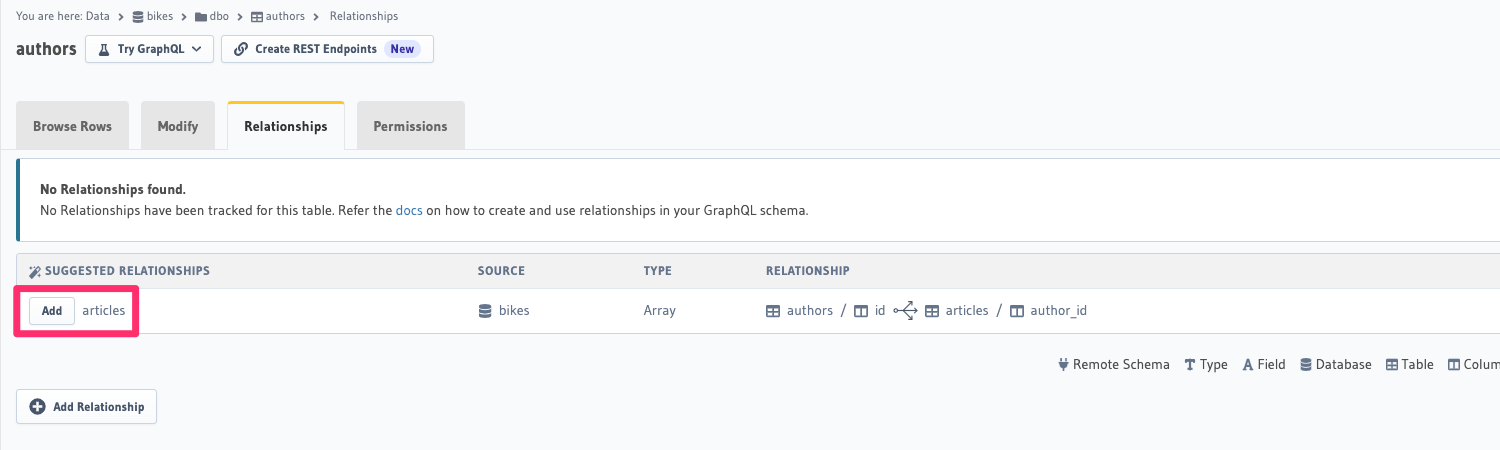 You are here: Data > bikes > dbo > authors > Relationships
authors Try GraphQL Create REST Endpoints New
Browse Rows Modify Relationships Permissions
No Relationships found.
No Relationships have been tracked for this table. Refer the docs on how to create and use relationships in your GraphQL schema.
SUGGESTED RELATIONSHIPS SOURCE TYPE RELATIONSHIP
Add articles bikes Array authors / id articles / author_id
Remote Schema Type Field Database Table Colum
Add Relationship